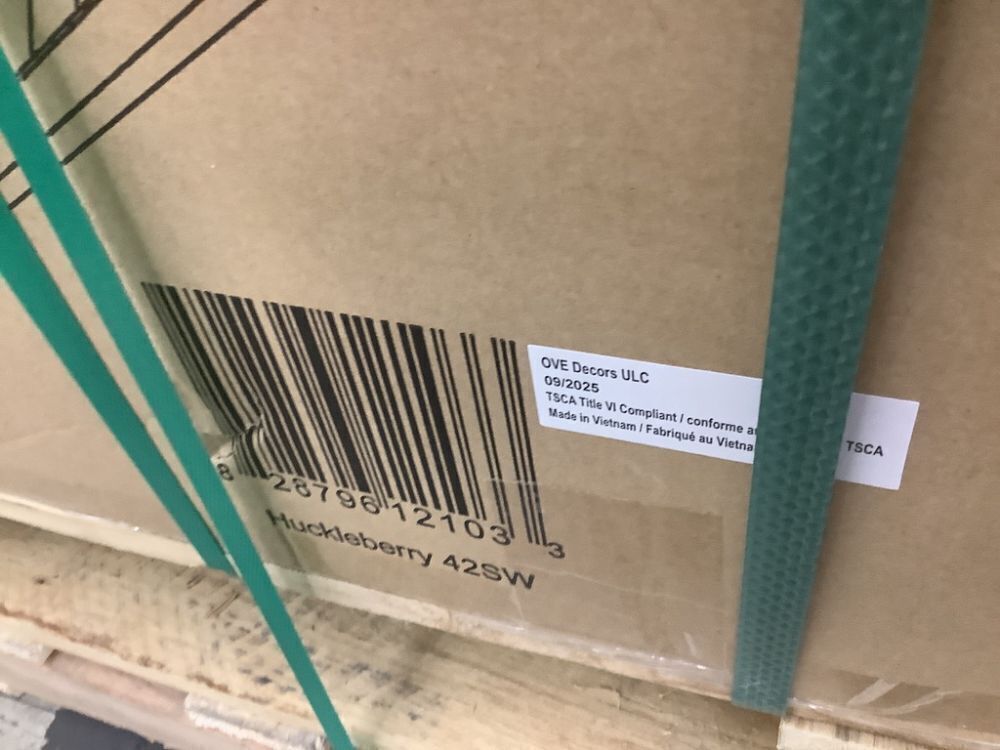 OVE Decors ULC
09/2025
TSCA Title VI Compliant / conforme TSCA
Made in Vietnam / Fabriqué au
8 28796 12103 3
Huckleberry 42SW